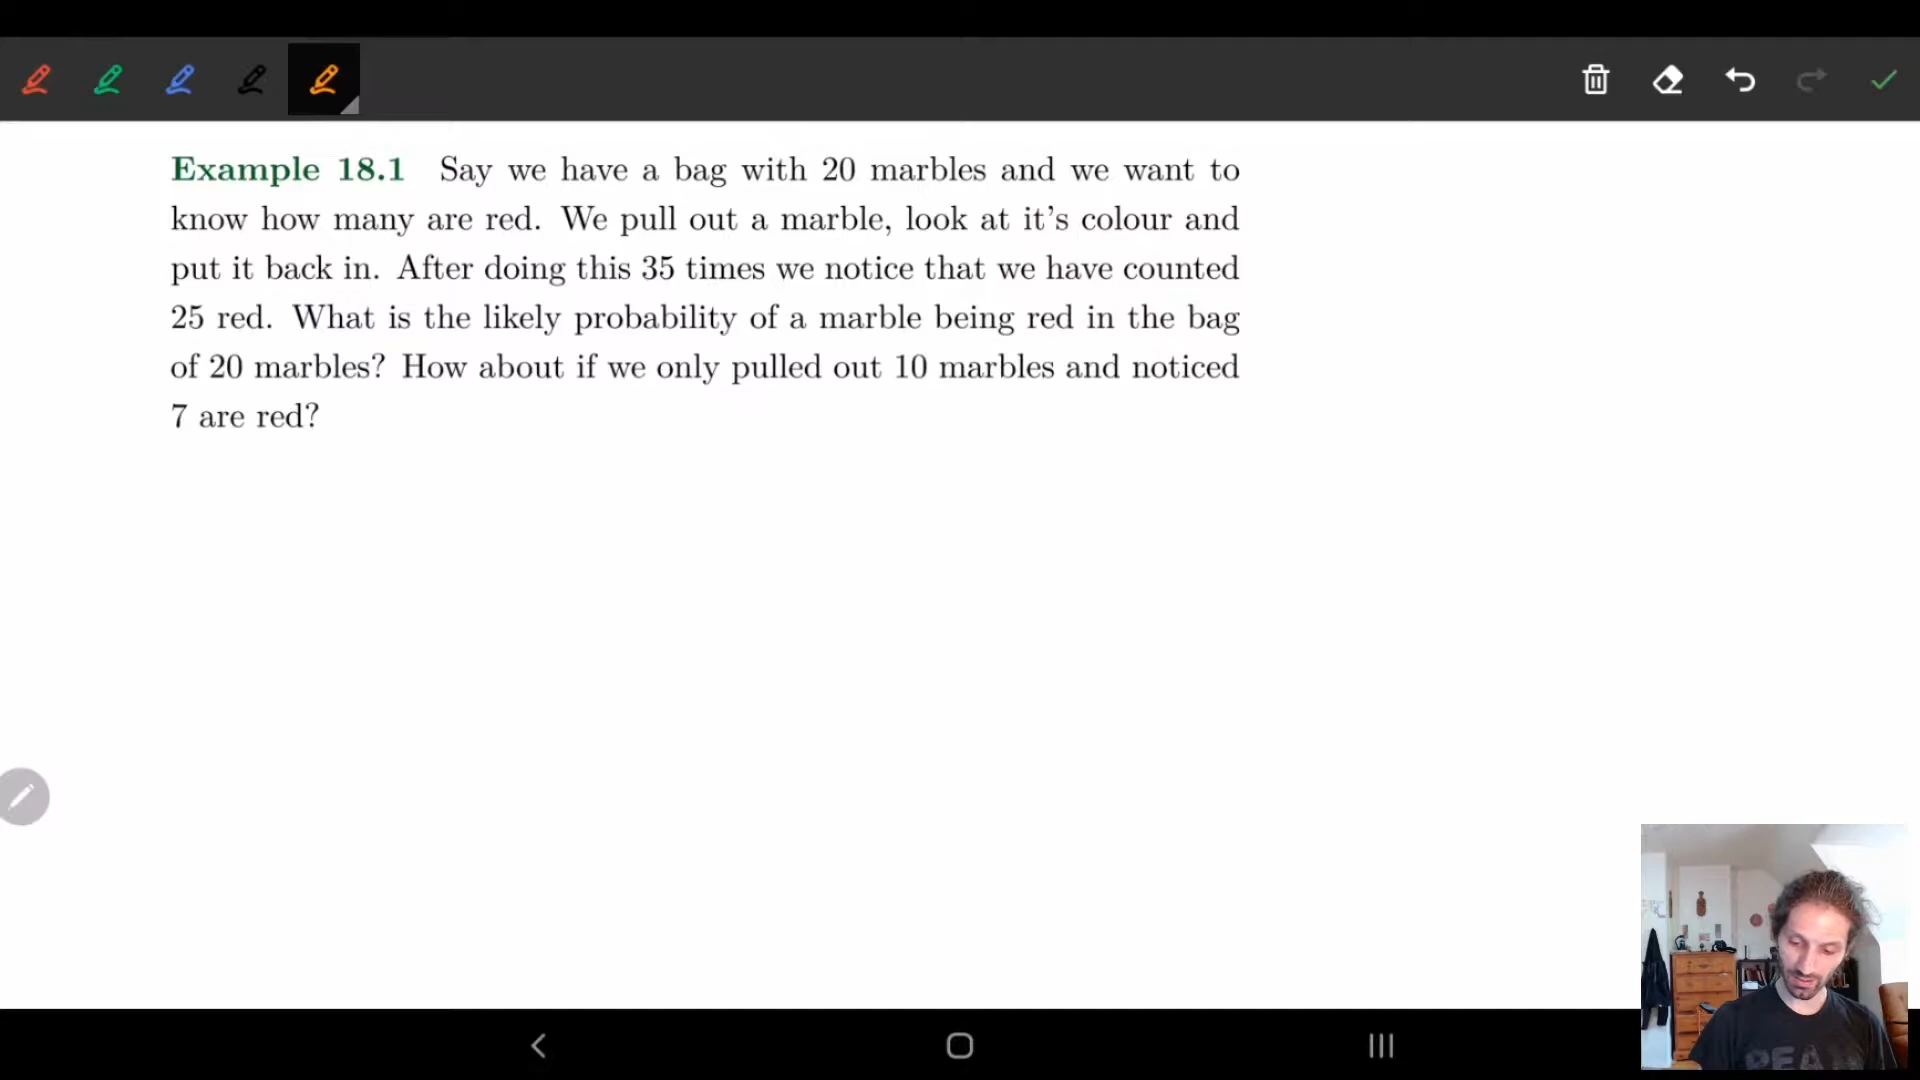 Example 18.1 Say we have a bag with 20 marbles and we want to
know how many are red. We pull out a marble, look at it's colour and
put it back in. After doing this 35 times we notice that we have counted
25 red. What is the likely probability of a marble being red in the bag
of 20 marbles? How about if we only pulled out 10 marbles and noticed
7 are red?